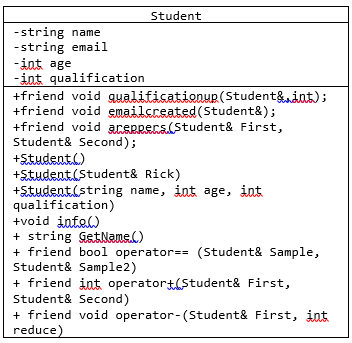 Student
-string name
-string email
-int age
-int qualification
+friend void qualificationup(Student&,int);
+friend void emailcreated(Student&);
+friend void areppers(Student& First,
Student& Second);
+Student()
+Student(Student& Rick)
+Student(string name, int age, int
qualification)
+void info()
+ string GetName()
+ friend bool operator== (Student& Sample,
Student& Sample2)
+ friend int operator+(Student& First,
Student& Second)
+ friend void operator-(Student& First, int
reduce)